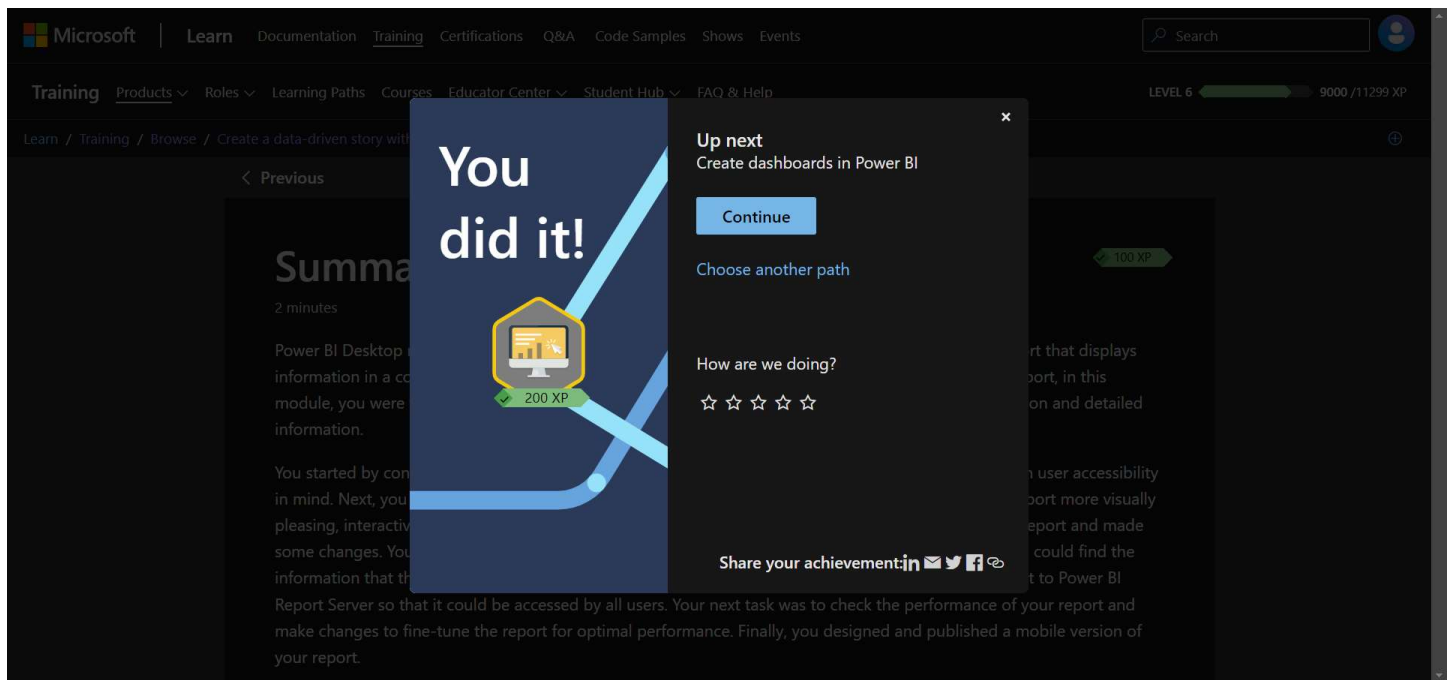 Microsoft Learn Documentation Training Certifications Q&A Code Samples Shows Events Search
Training Products Roles Learning Paths Courses Educator Center Student Hub FAQ & Help LEVEL 6 9000 /11299 XP
Learn / Training / Browse / Create a data-driven story with
Previous
You
did it!
200 XP
Up next
Create dashboards in Power BI
Continue
Choose another path
How are we doing?
Share your achievement:
Summa
100 XP
2 minutes
Power BI Desktop rt that displays
information in a co port, in this
module, you were on and detailed
information.
You started by con n user accessibility
in mind. Next, you port more visually
pleasing, interactiv eport and made
some changes. You could find the
information that th t to Power BI
Report Server so that it could be accessed by all users. Your next task was to check the performance of your report and
make changes to fine-tune the report for optimal performance. Finally, you designed and published a mobile version of
your report.